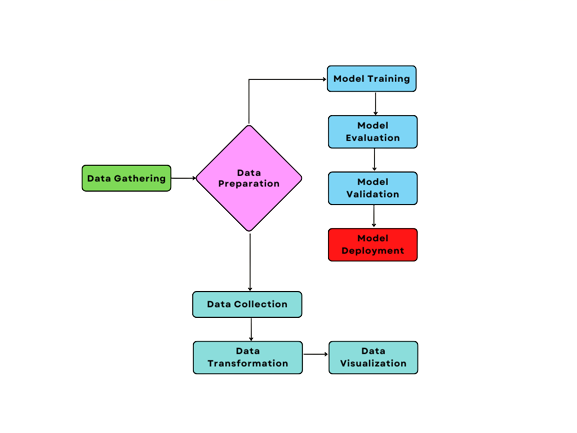 Model Training
Model
Evaluation
Data Gathering
Data
Preparation
Model
Validation
Model
Deployment
Data Collection
Data
Transformation
Data
Visualization